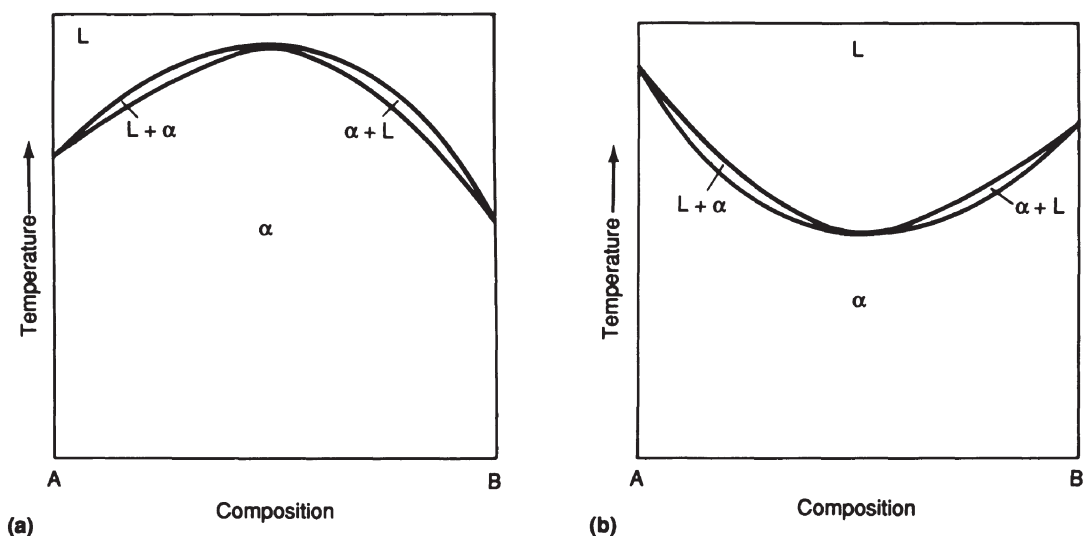 L
L + α
α + L
α
Temperature
A
B
Composition
(a)
L
L + α
α + L
α
Temperature
A
B
Composition
(b)